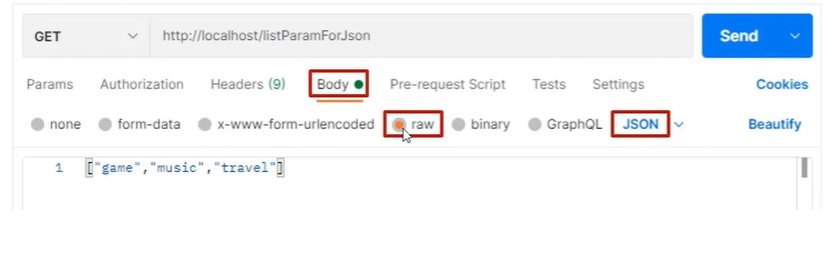 GET http://localhost/listParamForJson Send
Params Authorization Headers (9) Body Pre-request Script Tests Settings Cookies
none form-data x-www-form-urlencoded raw binary GraphQL JSON Beautify
1 ["game","music","travel"]